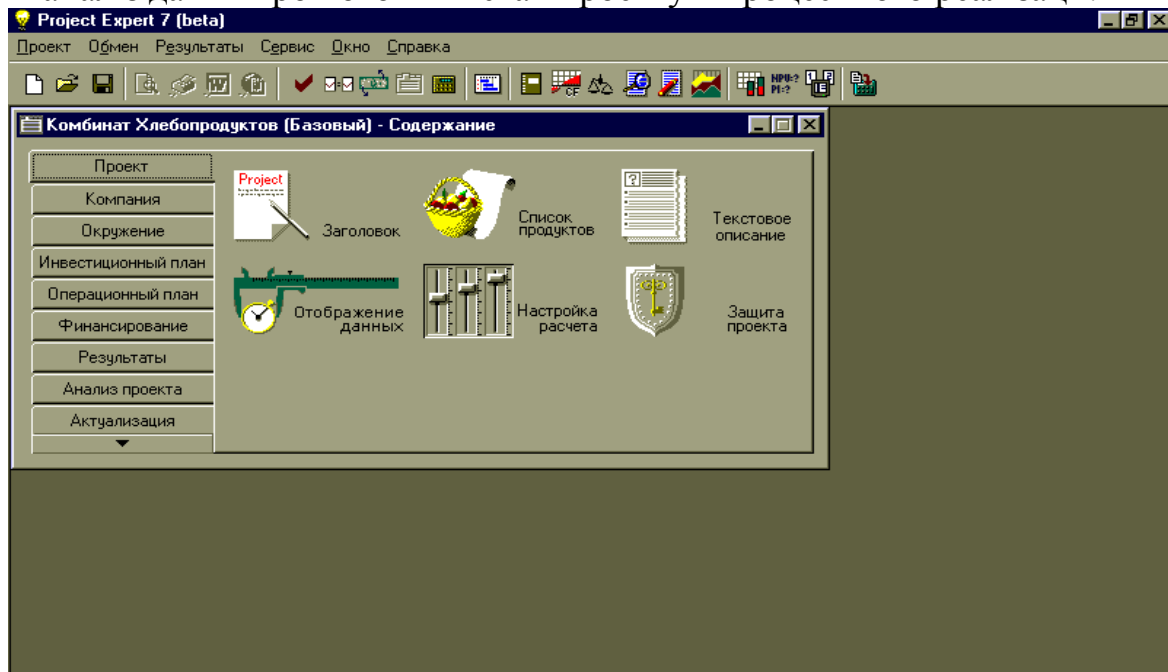 Project Expert 7 (beta)
Проект Обмен Результаты Сервис Окно Справка
Комбинат Хлебопродуктов (Базовый) - Содержание
Проект
Компания
Окружение
Инвестиционный план
Операционный план
Финансирование
Результаты
Анализ проекта
Актуализация
Project
Заголовок
Список
продуктов
Текстовое
описание
Отображение
данных
Настройка
расчета
Защита
проекта